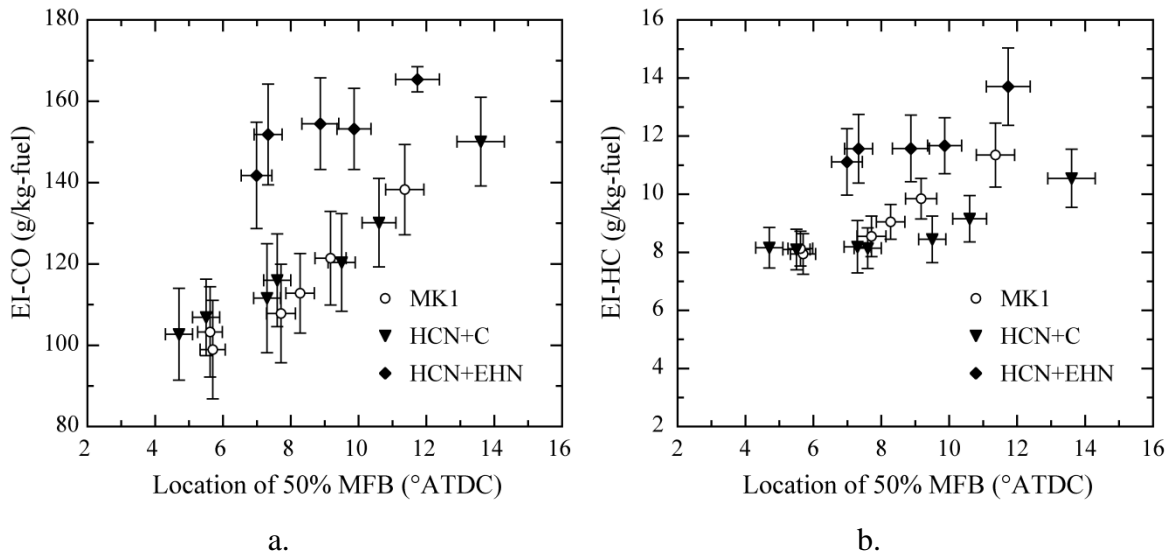 180
160
140
120
100
80
EI-CO (g/kg-fuel)
MK1
HCN+C
HCN+EHN
2 4 6 8 10 12 14 16
Location of 50% MFB (°ATDC)
a.
16
14
12
10
8
6
4
2
EI-HC (g/kg-fuel)
MK1
HCN+C
HCN+EHN
2 4 6 8 10 12 14 16
Location of 50% MFB (°ATDC)
b.